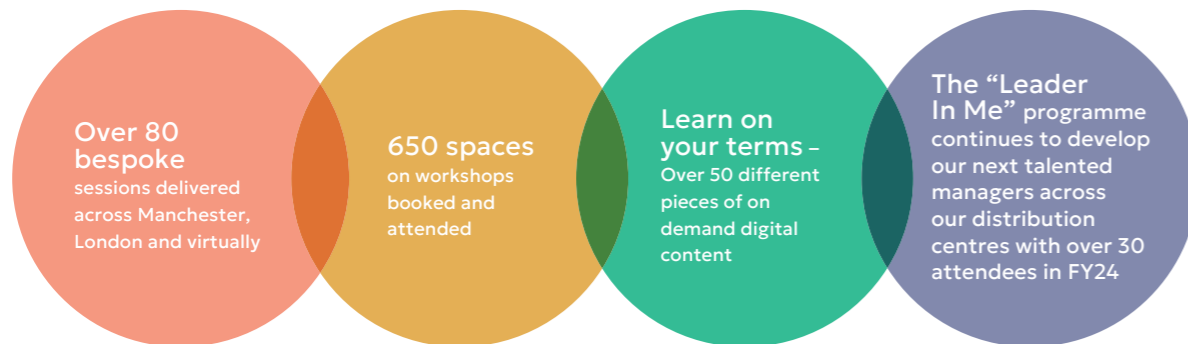 Over 80
bespoke
sessions delivered
across Manchester,
London and virtually
650 spaces
on workshops
booked and
attended
Learn on
your terms –
Over 50 different
pieces of on
demand digital
content
The “Leader
In Me” programme
continues to develop
our next talented
managers across
our distribution
centres with over 30
attendees in FY24